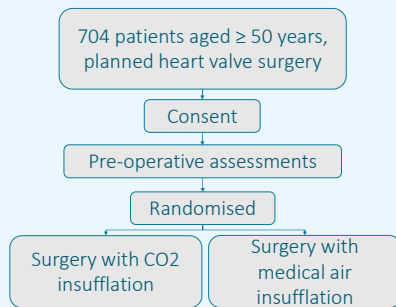 704 patients aged ≥ 50 years,
planned heart valve surgery
Consent
Pre-operative assessments
Randomised
Surgery with CO2
insufflation
Surgery with
medical air
insufflation